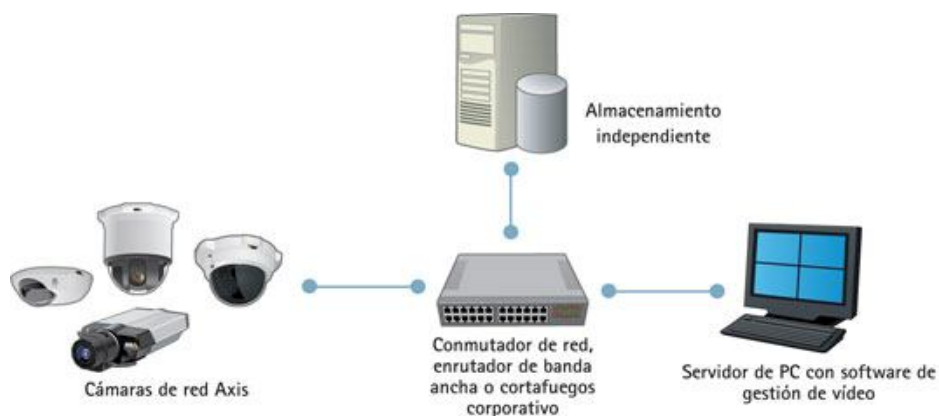 Almacenamiento
independiente
Cámaras de red Axis
Conmutador de red,
enrutador de banda
ancha o cortafuegos
corporativo
Servidor de PC con software de
gestión de vídeo